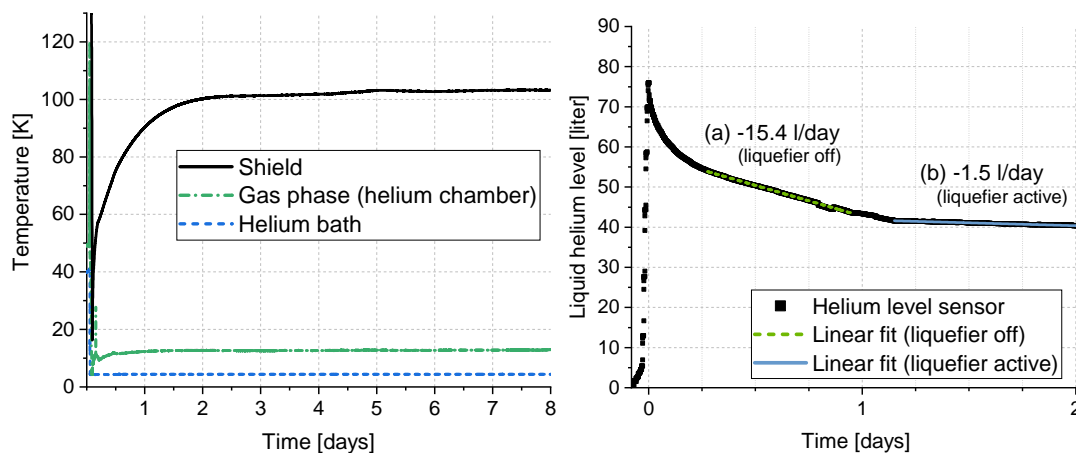 120
100
80
60
40
20
0
Temperature [K]
Shield
Gas phase (helium chamber)
Helium bath
0 1 2 3 4 5 6 7 8
Time [days]
90
80
70
60
50
40
30
20
10
0
Liquid helium level [liter]
(a) -15.4 l/day
(liquefier off)
(b) -1.5 l/day
(liquefier active)
Helium level sensor
Linear fit (liquefier off)
Linear fit (liquefier active)
0 1 2
Time [days]